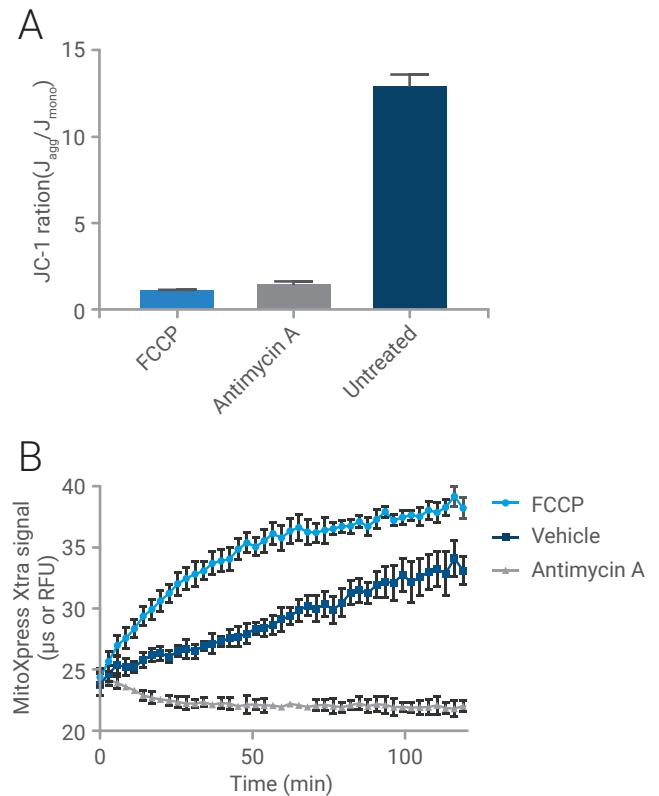 A
15
10
5
0
JC-1 ration(Jagg/Jmono)
FCCP
Antimycin A
Untreated
B
40
35
30
25
20
MitoXpress Xtra signal
(µs or RFU)
0
50
100
Time (min)
FCCP
Vehicle
Antimycin A